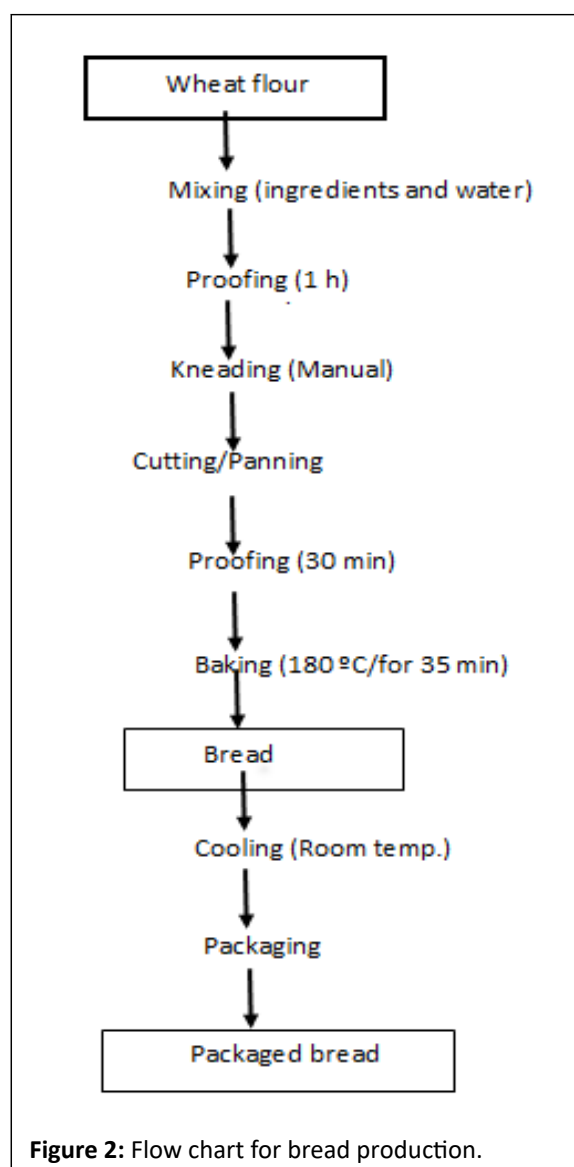 Wheat flour
Mixing (ingredients and water)
Proofing (1 h)
Kneading (Manual)
Cutting/Panning
Proofing (30 min)
Baking (180 ºC/for 35 min)
Bread
Cooling (Room temp.)
Packaging
Packaged bread
Figure 2: Flow chart for bread production.